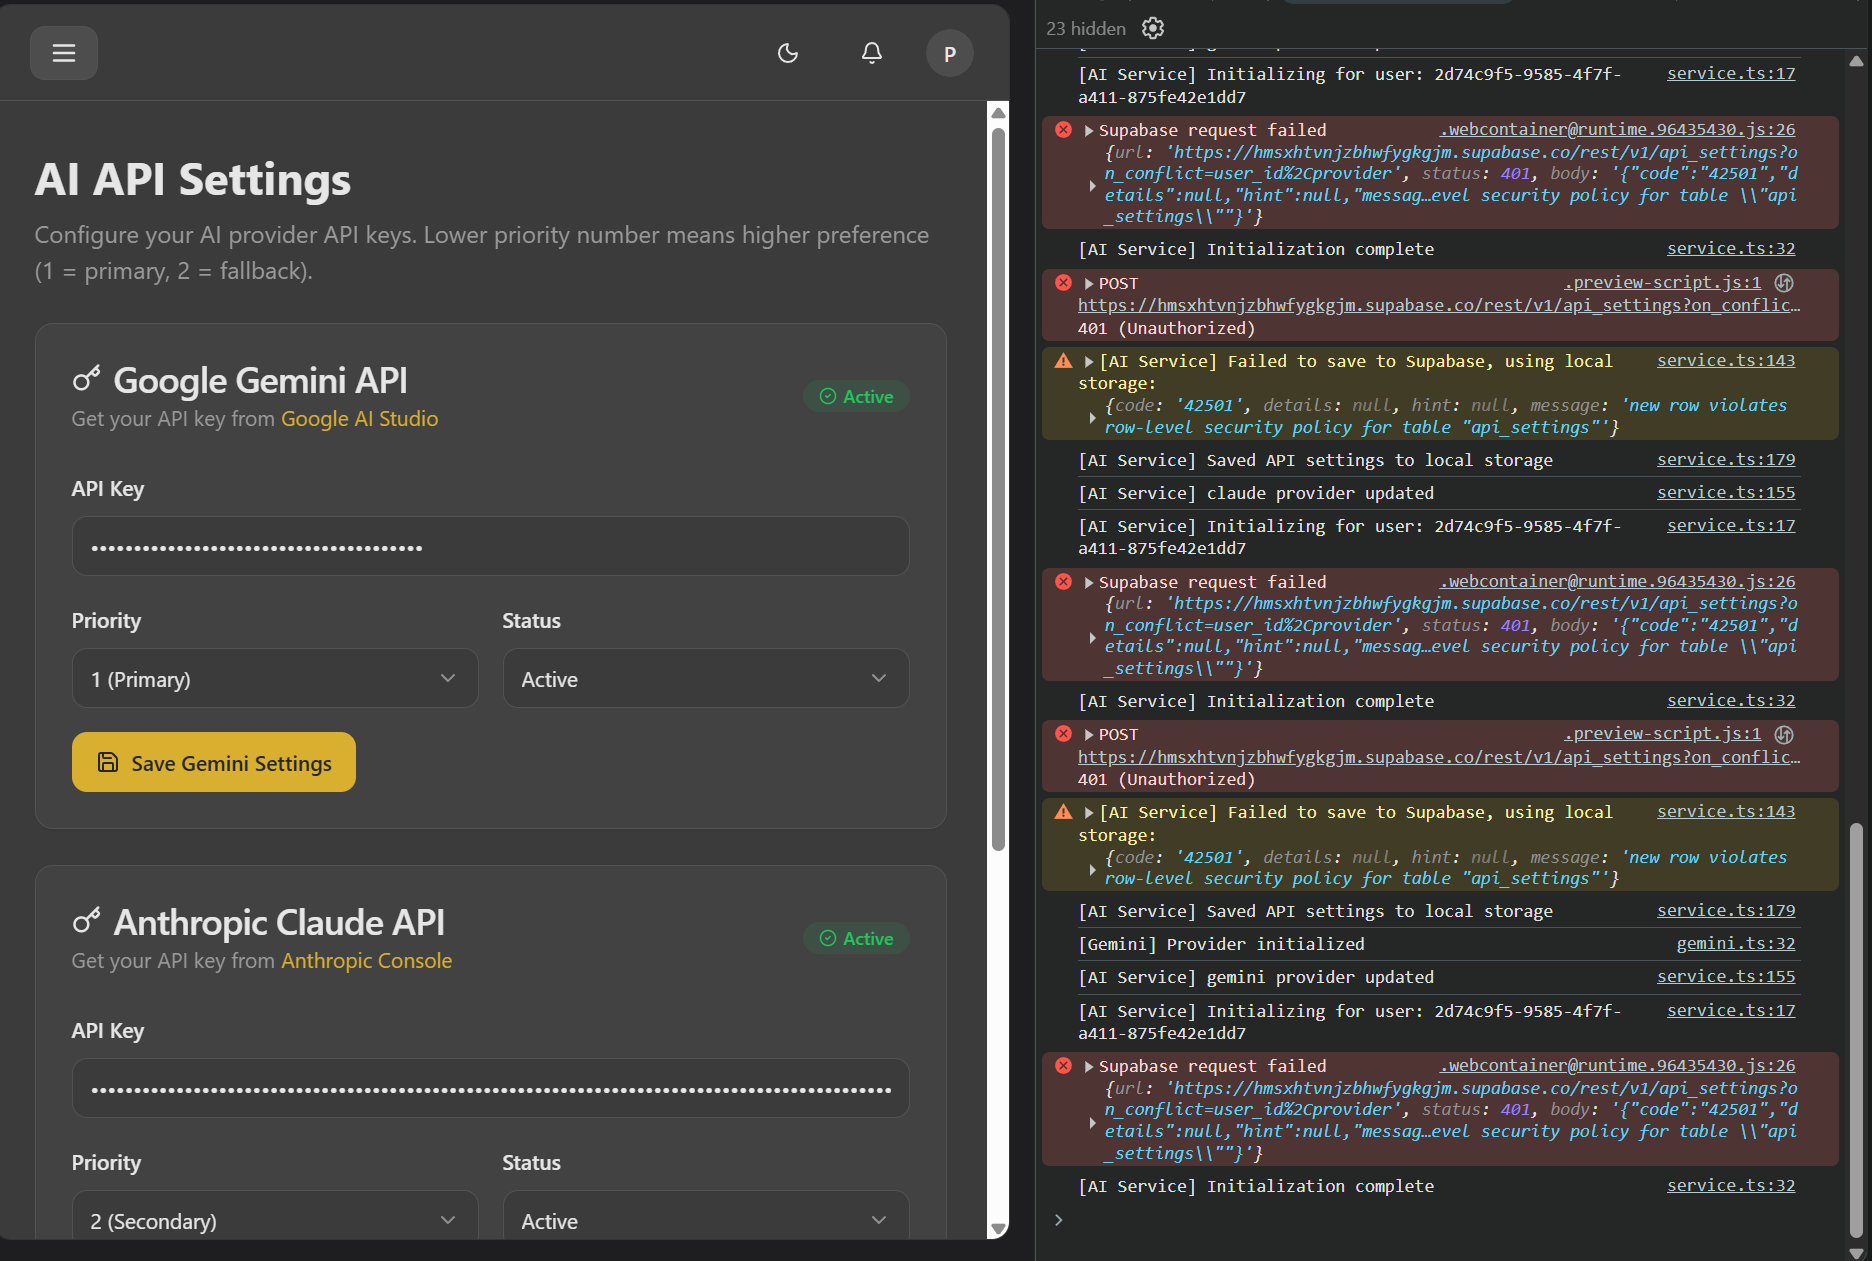 P
AI API Settings
Configure your AI provider API keys. Lower priority number means higher preference
(1 = primary, 2 = fallback).
Google Gemini API
Active
Get your API key from Google AI Studio
API Key
••••••••••••••••••••••••••••••••••••••
Priority
Status
1 (Primary)
Active
Save Gemini Settings
Anthropic Claude API
Active
Get your API key from Anthropic Console
API Key
Priority
Status
2 (Secondary)
Active
23 hidden
[AI Service] Initializing for user: 2d74c9f5-9585-4f7f- service.ts:17
a411-875fe42e1dd7
Supabase request failed .webcontainer@runtime.96435430.js:26
{url: 'https://hmsxhtvnjzbhwfygkgjm.supabase.co/rest/v1/api_settings?o
n_conflict=user_id%2Cprovider', status: 401, body: '{"code":"42501","d
etails":null,"hint":null,"messag…evel security policy for table \\"api
_settings\\""}'}
[AI Service] Initialization complete service.ts:32
POST .preview-script.js:1
https://hmsxhtvnjzbhwfygkgjm.supabase.co/rest/v1/api_settings?on_conflic…
401 (Unauthorized)
[AI Service] Failed to save to Supabase, using local service.ts:143
storage:
{code: '42501', details: null, hint: null, message: 'new row violates
row-level security policy for table "api_settings"'}
[AI Service] Saved API settings to local storage service.ts:179
[AI Service] claude provider updated service.ts:155
[AI Service] Initializing for user: 2d74c9f5-9585-4f7f- service.ts:17
a411-875fe42e1dd7
Supabase request failed .webcontainer@runtime.96435430.js:26
{url: 'https://hmsxhtvnjzbhwfygkgjm.supabase.co/rest/v1/api_settings?o
n_conflict=user_id%2Cprovider', status: 401, body: '{"code":"42501","d
etails":null,"hint":null,"messag…evel security policy for table \\"api
_settings\\""}'}
[AI Service] Initialization complete service.ts:32
POST .preview-script.js:1
https://hmsxhtvnjzbhwfygkgjm.supabase.co/rest/v1/api_settings?on_conflic…
401 (Unauthorized)
[AI Service] Failed to save to Supabase, using local service.ts:143
storage:
{code: '42501', details: null, hint: null, message: 'new row violates
row-level security policy for table "api_settings"'}
[AI Service] Saved API settings to local storage service.ts:179
[Gemini] Provider initialized gemini.ts:32
[AI Service] gemini provider updated service.ts:155
[AI Service] Initializing for user: 2d74c9f5-9585-4f7f- service.ts:17
a411-875fe42e1dd7
Supabase request failed .webcontainer@runtime.96435430.js:26
{url: 'https://hmsxhtvnjzbhwfygkgjm.supabase.co/rest/v1/api_settings?o
n_conflict=user_id%2Cprovider', status: 401, body: '{"code":"42501","d
etails":null,"hint":null,"messag…evel security policy for table \\"api
_settings\\""}'}
[AI Service] Initialization complete service.ts:32